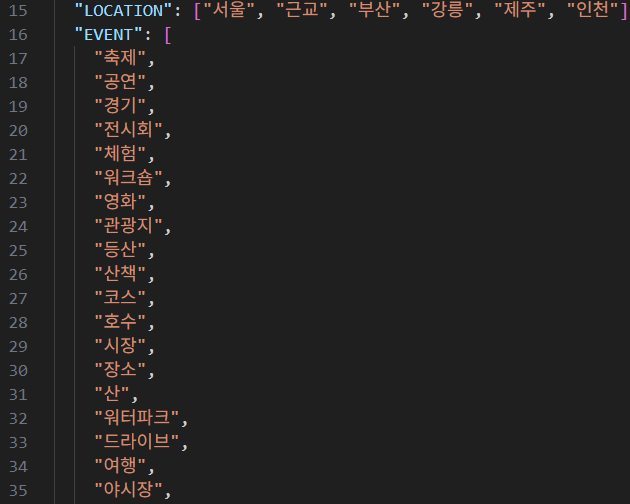 15 "LOCATION": ["서울", "근교", "부산", "강릉", "제주", "인천"]
16 "EVENT": [
17 "축제",
18 "공연",
19 "경기",
20 "전시회",
21 "체험",
22 "워크숍",
23 "영화",
24 "관광지",
25 "등산",
26 "산책",
27 "코스",
28 "호수",
29 "시장",
30 "장소",
31 "산",
32 "워터파크",
33 "드라이브",
34 "여행",
35 "야시장",